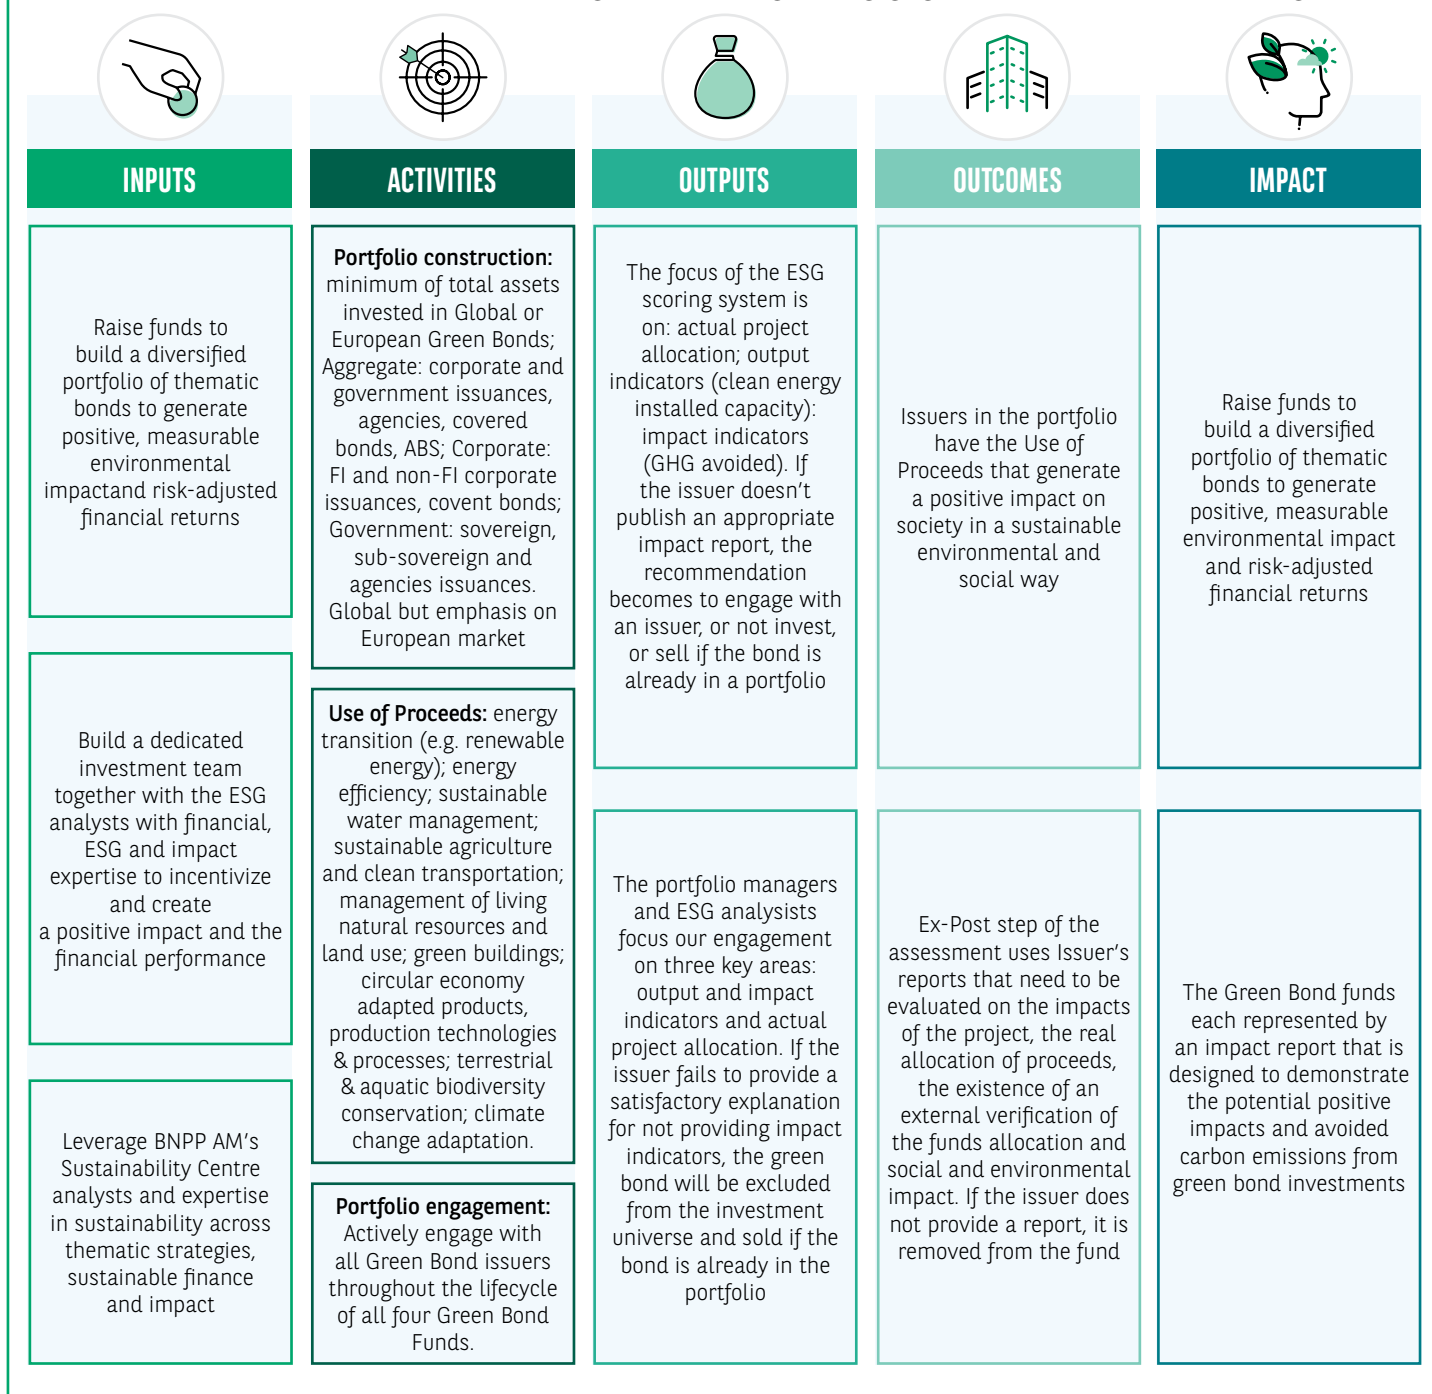 INPUTS
Raise funds to
build a diversified
portfolio of thematic
bonds to generate
positive, measurable
environmental
impactand risk-adjusted
financial returns
Build a dedicated
investment team
together with the ESG
analysts with financial,
ESG and impact
expertise to incentivize
and create
a positive impact and the
financial performance
Leverage BNPP AM's
Sustainability Centre
analysts and expertise
in sustainability across
thematic strategies,
sustainable finance
and impact
ACTIVITIES
Portfolio construction:
minimum of total assets
invested in Global or
European Green Bonds;
Aggregate: corporate and
government issuances,
agencies, covered
bonds, ABS; Corporate:
FI and non-FI corporate
issuances, covent bonds;
Government: sovereign,
sub-sovereign and
agencies issuances.
Global but emphasis on
European market
Use of Proceeds: energy
transition (e.g. renewable
energy); energy
efficiency; sustainable
water management;
sustainable agriculture
and clean transportation;
management of living
natural resources and
land use; green buildings;
circular economy
adapted products,
production technologies
& processes; terrestrial
& aquatic biodiversity
conservation; climate
change adaptation.
Portfolio engagement:
Actively engage with
all Green Bond issuers
throughout the lifecycle
of all four Green Bond
Funds.
OUTPUTS
The focus of the ESG
scoring system is
on: actual project
allocation; output
indicators (clean energy
installed capacity):
impact indicators
(GHG avoided). If
the issuer doesn't
publish an appropriate
impact report, the
recommendation
becomes to engage with
an issuer, or not invest,
or sell if the bond is
already in a portfolio
The portfolio managers
and ESG analysists
focus our engagement
on three key areas:
output and impact
indicators and actual
project allocation. If the
issuer fails to provide a
satisfactory explanation
for not providing impact
indicators, the green
bond will be excluded
from the investment
universe and sold if the
bond is already in the
portfolio
OUTCOMES
Issuers in the portfolio
have the Use of
Proceeds that generate
a positive impact on
society in a sustainable
environmental and
social way
Ex-Post step of the
assessment uses Issuer's
reports that need to be
evaluated on the impacts
of the project, the real
allocation of proceeds,
the existence of an
external verification of
the funds allocation and
social and environmental
impact. If the issuer does
not provide a report, it is
removed from the fund
IMPACT
Raise funds to
build a diversified
portfolio of thematic
bonds to generate
positive, measurable
environmental impact
and risk-adjusted
financial returns
The Green Bond funds
each represented by
an impact report that is
designed to demonstrate
the potential positive
impacts and avoided
carbon emissions from
green bond investments